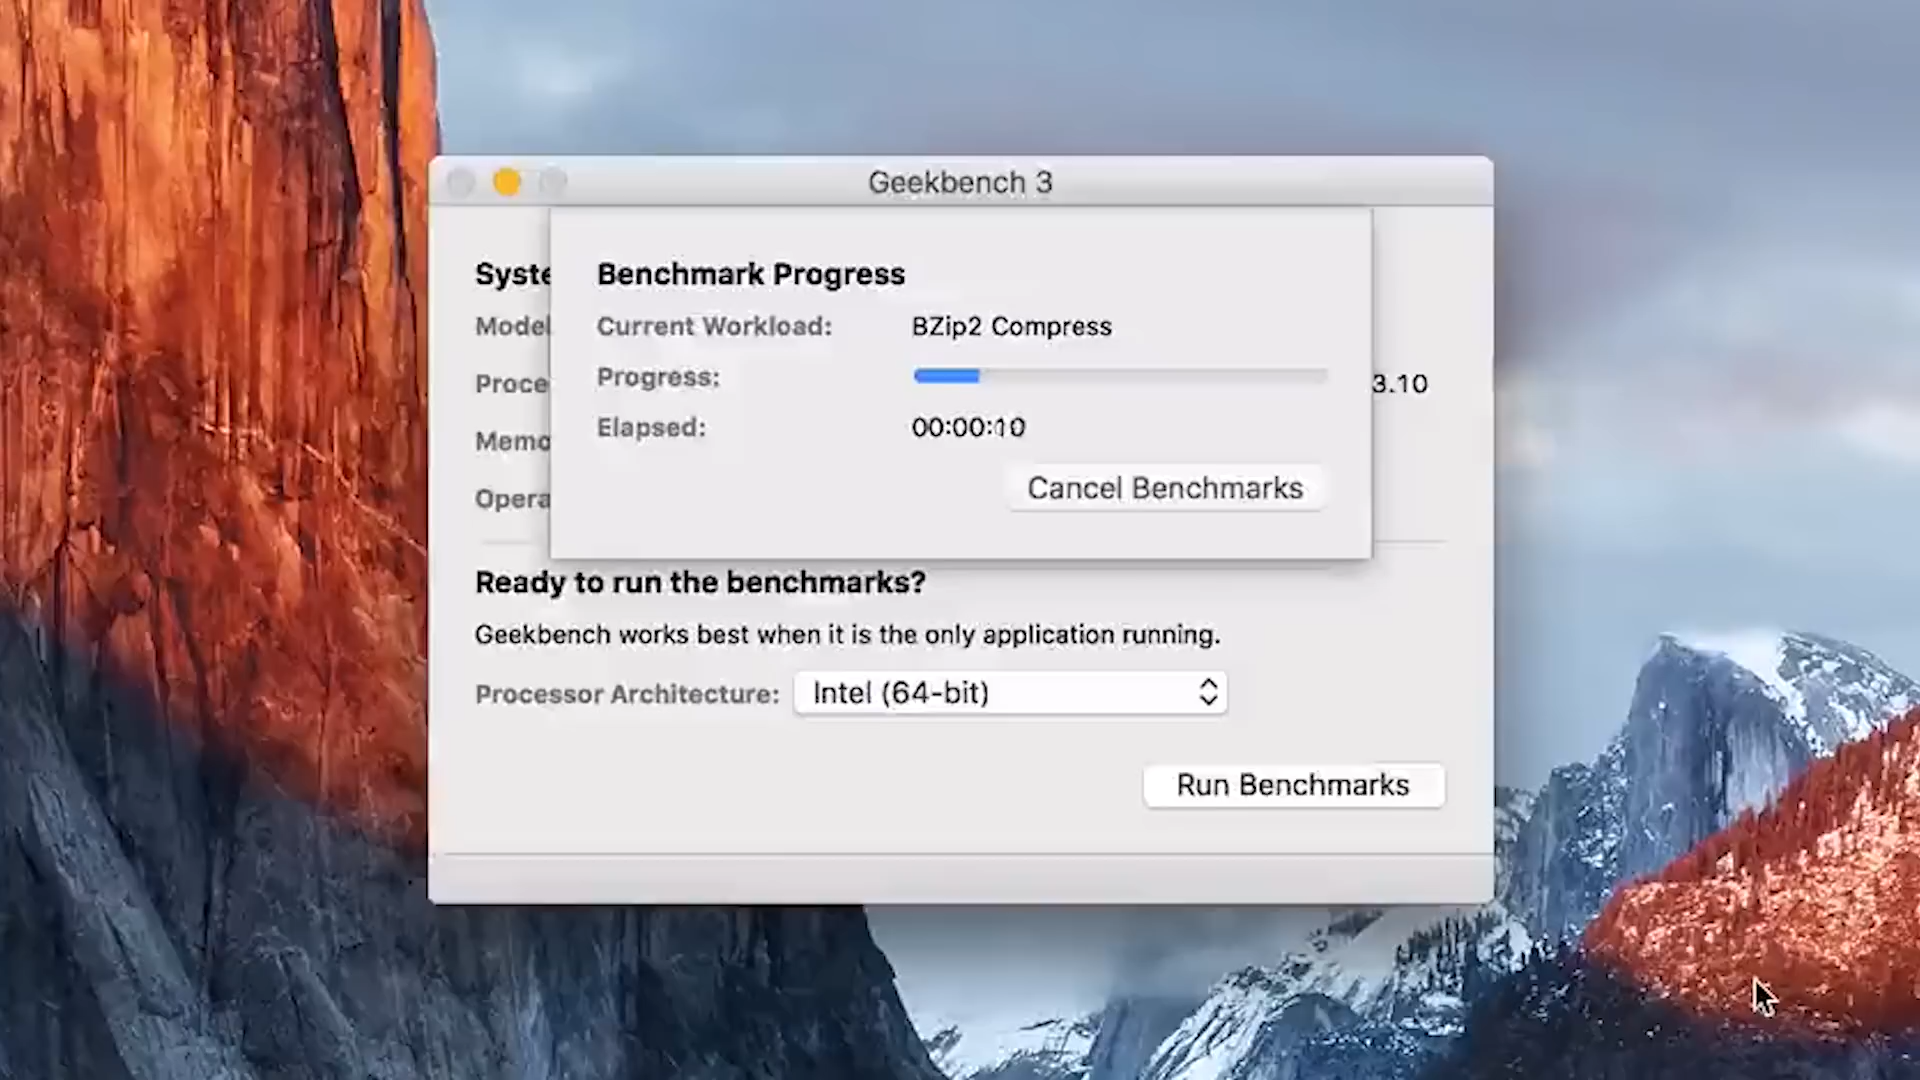 Geekbench 3
Syste
Benchmark Progress
Model
Current Workload: BZip2 Compress
Proce
Progress:
3.10
Memo
Elapsed: 00:00:10
Opera
Cancel Benchmarks
Ready to run the benchmarks?
Geekbench works best when it is the only application running.
Processor Architecture: Intel (64-bit)
Run Benchmarks